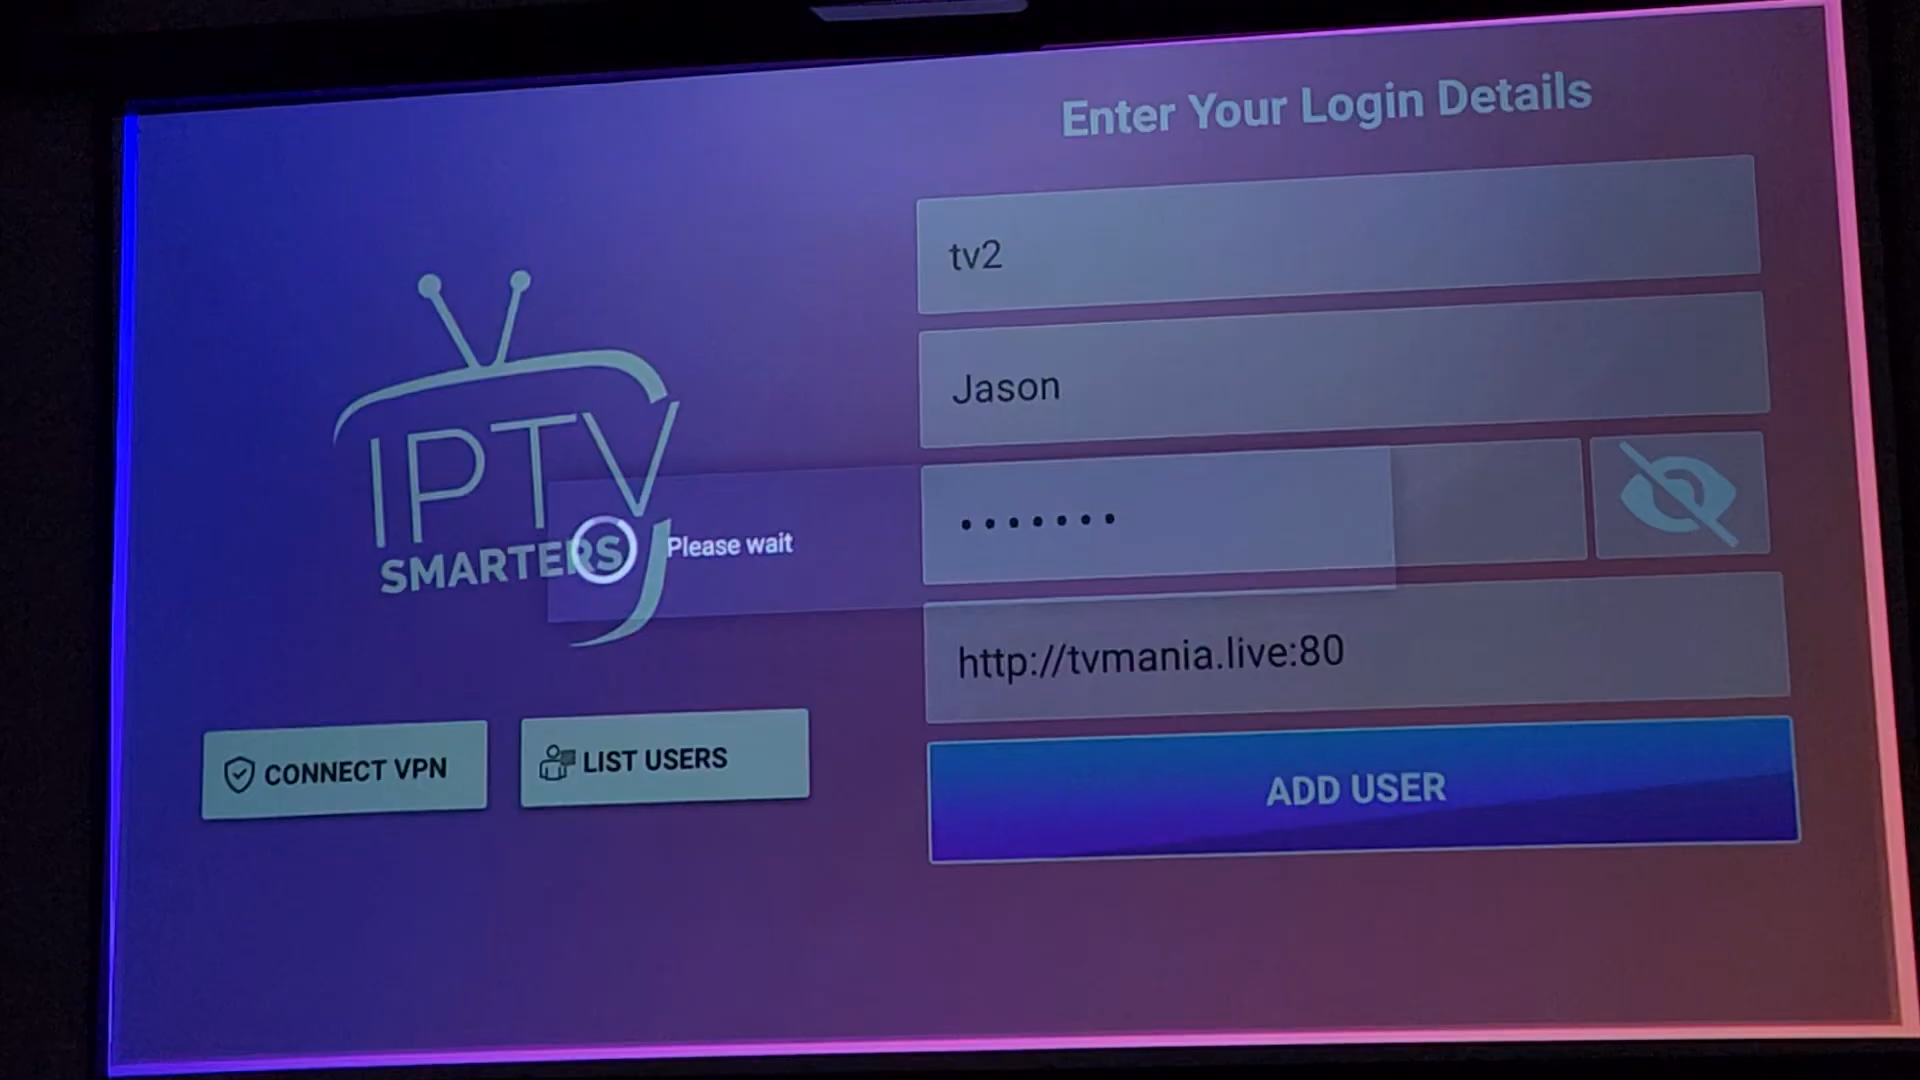 Enter Your Login Details
tv2
Jason
•••••••
http://tvmania.live:80
ADD USER
IPTV
SMARTERS
Please wait
CONNECT VPN
LIST USERS